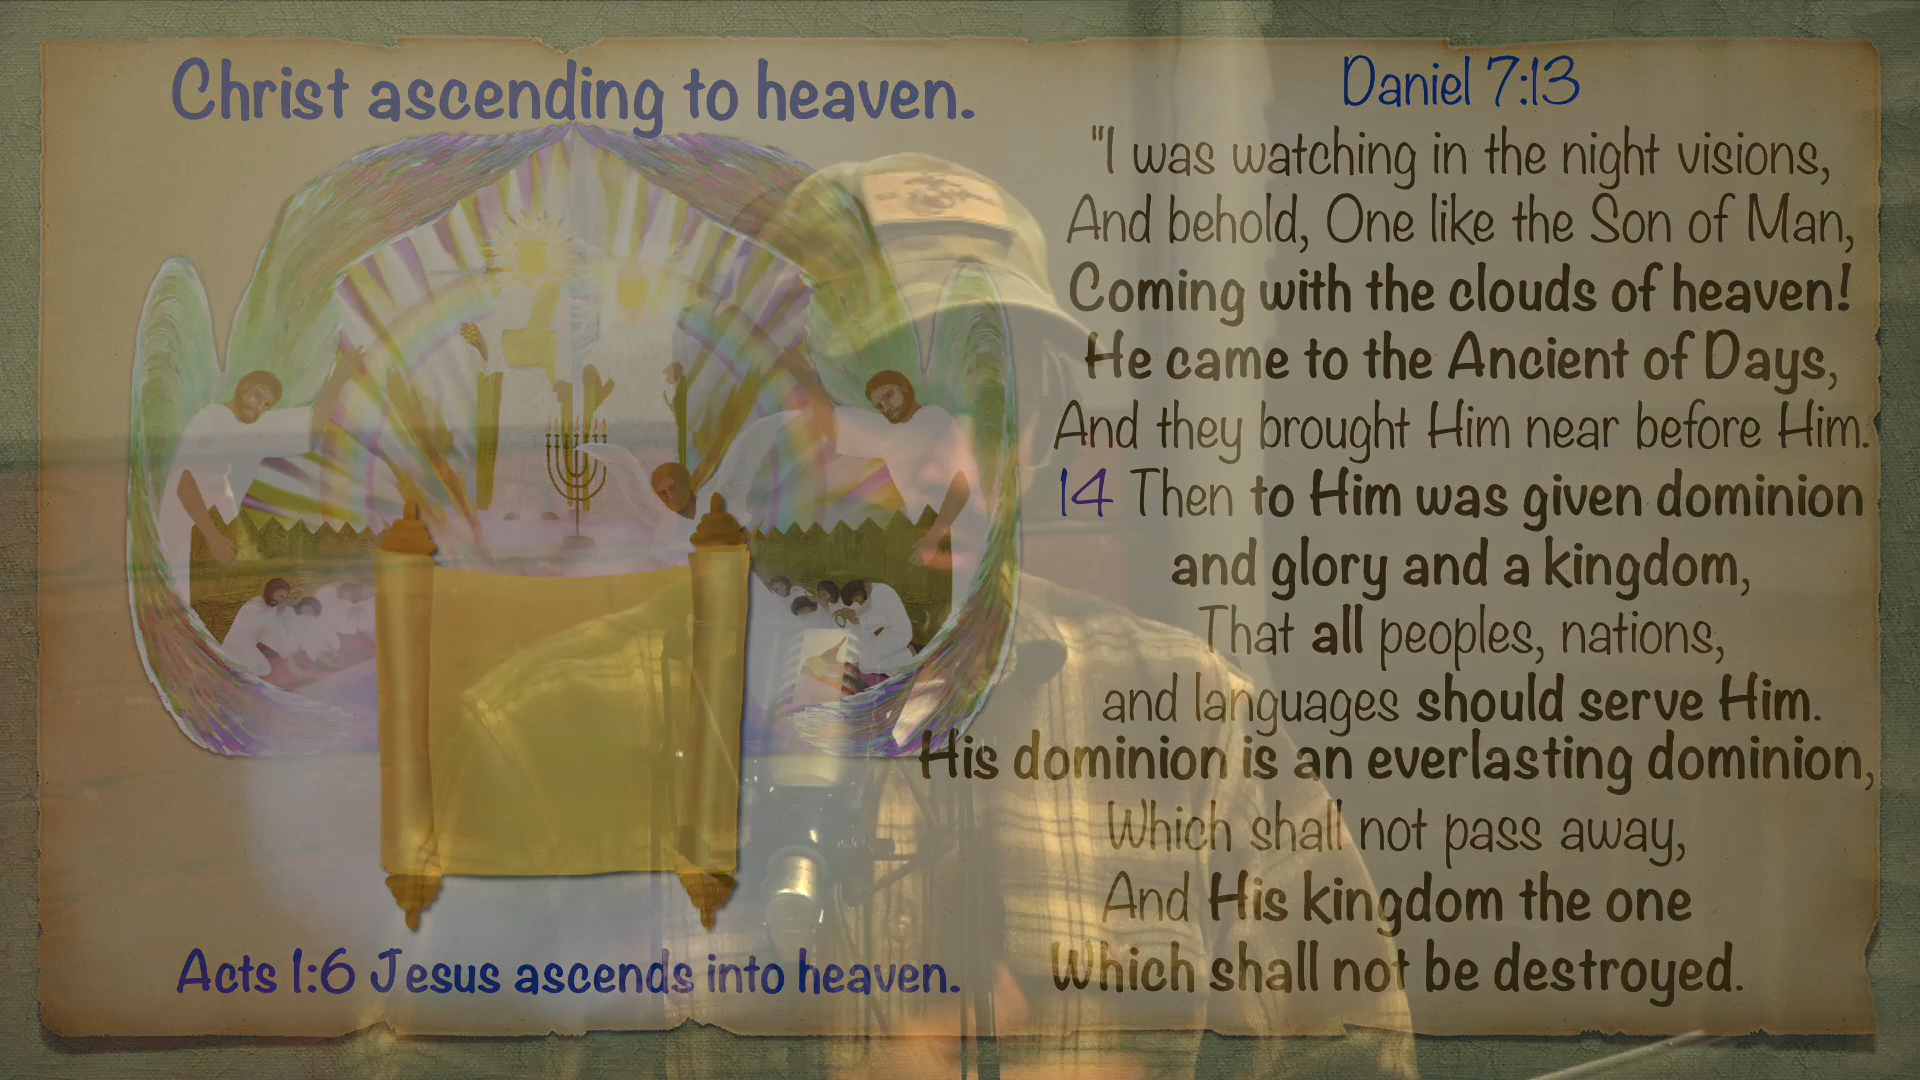 Christ ascending to heaven.
Daniel 7:13
"I was watching in the night visions,
And behold, One like the Son of Man,
Coming with the clouds of heaven!
He came to the Ancient of Days,
And they brought Him near before Him.
14 Then to Him was given dominion
and glory and a kingdom,
That all peoples, nations,
and languages should serve Him.
His dominion is an everlasting dominion,
Which shall not pass away,
And His kingdom the one
Which shall not be destroyed.
Acts 1:6 Jesus ascends into heaven.